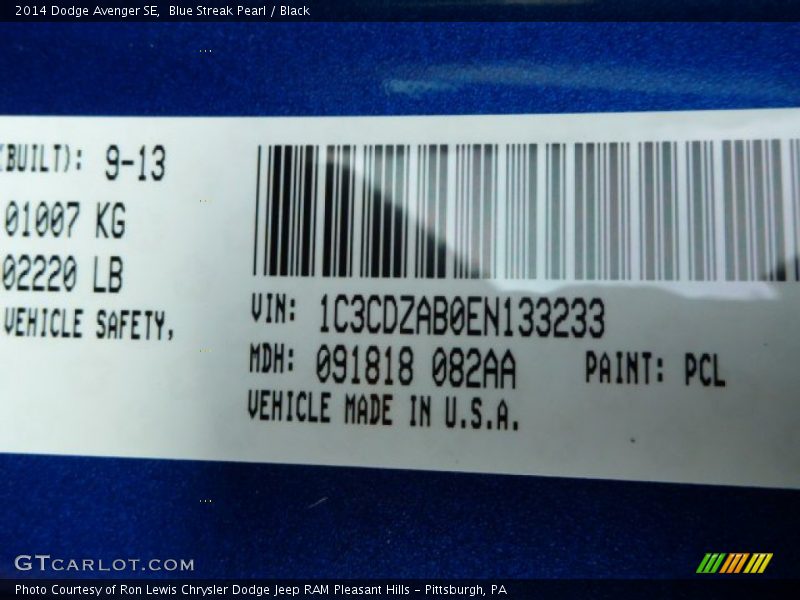 2014 Dodge Avenger SE,  Blue Streak Pearl / Black
(BUILT): 9-13
01007 KG
02220 LB
VEHICLE SAFETY,
VIN: 1C3CDZAB0EN133233
MDH: 091818 082AA PAINT: PCL
VEHICLE MADE IN U.S.A.
GTCARLOT.COM
Photo Courtesy of Ron Lewis Chrysler Dodge Jeep RAM Pleasant Hills - Pittsburgh, PA